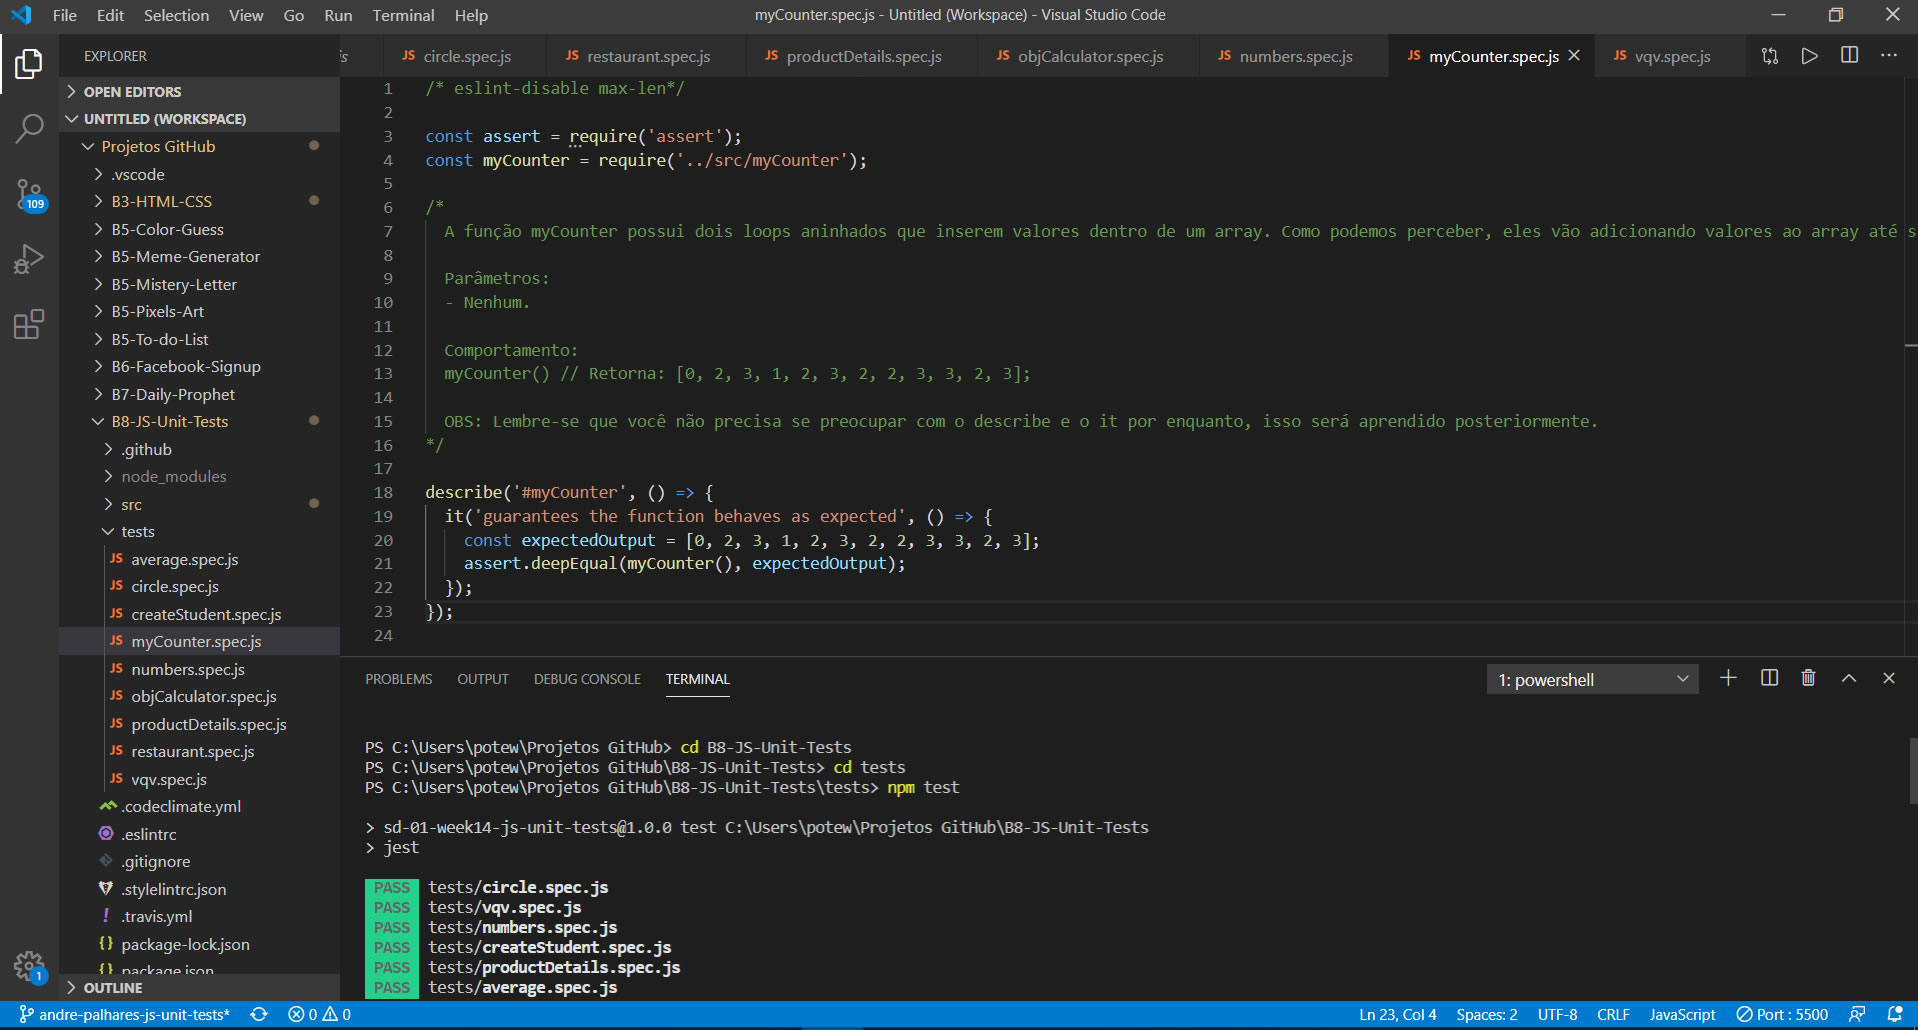 File Edit Selection View Go Run Terminal Help
myCounter.spec.js - Untitled (Workspace) - Visual Studio Code
EXPLORER
OPEN EDITORS
UNTITLED (WORKSPACE)
Projetos GitHub
.vscode
B3-HTML-CSS
B5-Color-Guess
B5-Meme-Generator
B5-Mistery-Letter
B5-Pixels-Art
B5-To-do-List
B6-Facebook-Signup
B7-Daily-Prophet
B8-JS-Unit-Tests
.github
node_modules
src
tests
JS average.spec.js
JS circle.spec.js
JS createStudent.spec.js
JS myCounter.spec.js
JS numbers.spec.js
JS objCalculator.spec.js
JS productDetails.spec.js
JS restaurant.spec.js
JS vqv.spec.js
.codeclimate.yml
.eslintrc
.gitignore
.stylelintrc.json
! .travis.yml
{} package-lock.json
{} package.json
OUTLINE
109
1
js JS circle.spec.js JS restaurant.spec.js JS productDetails.spec.js JS objCalculator.spec.js JS numbers.spec.js JS myCounter.spec.js JS vqv.spec.js
1 /* eslint-disable max-len*/
2
3 const assert = require('assert');
4 const myCounter = require('../src/myCounter');
5
6 /*
7 A função myCounter possui dois loops aninhados que inserem valores dentro de um array. Como podemos perceber, eles vão adicionando valores ao array até s
8
9 Parâmetros:
10 - Nenhum.
11
12 Comportamento:
13 myCounter() // Retorna: [0, 2, 3, 1, 2, 3, 2, 2, 3, 3, 2, 3];
14
15 OBS: Lembre-se que você não precisa se preocupar com o describe e o it por enquanto, isso será aprendido posteriormente.
16 */
17
18 describe('#myCounter', () => {
19 it('guarantees the function behaves as expected', () => {
20 const expectedOutput = [0, 2, 3, 1, 2, 3, 2, 2, 3, 3, 2, 3];
21 assert.deepEqual(myCounter(), expectedOutput);
22 });
23 });
24
PROBLEMS OUTPUT DEBUG CONSOLE TERMINAL
1: powershell
PS C:\Users\potew\Projetos GitHub> cd B8-JS-Unit-Tests
PS C:\Users\potew\Projetos GitHub\B8-JS-Unit-Tests> cd tests
PS C:\Users\potew\Projetos GitHub\B8-JS-Unit-Tests\tests> npm test
> sd-01-week14-js-unit-tests@1.0.0 test C:\Users\potew\Projetos GitHub\B8-JS-Unit-Tests
> jest
PASS tests/circle.spec.js
PASS tests/vqv.spec.js
PASS tests/numbers.spec.js
PASS tests/createStudent.spec.js
PASS tests/productDetails.spec.js
PASS tests/average.spec.js
andre-palhares-js-unit-tests* 0 0 Ln 23, Col 4 Spaces: 2 UTF-8 CRLF JavaScript Port : 5500